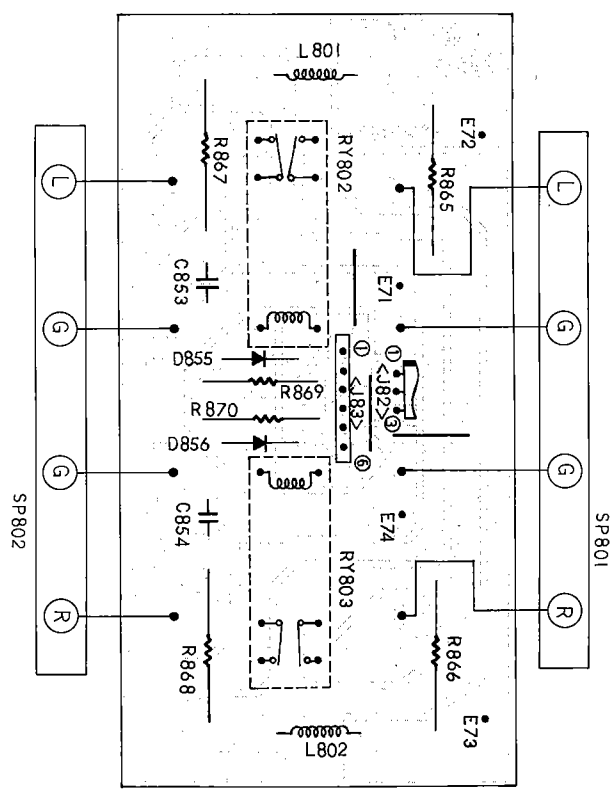 L801
E72
R867
RY802
R865
L
L
C853
E71
G
G
D855
①
①
<J82>
R869
<J83>
R870
③
D856
⑥
G
G
SP802
SP801
C854
E74
RY803
R
R
R868
R866
E73
L802